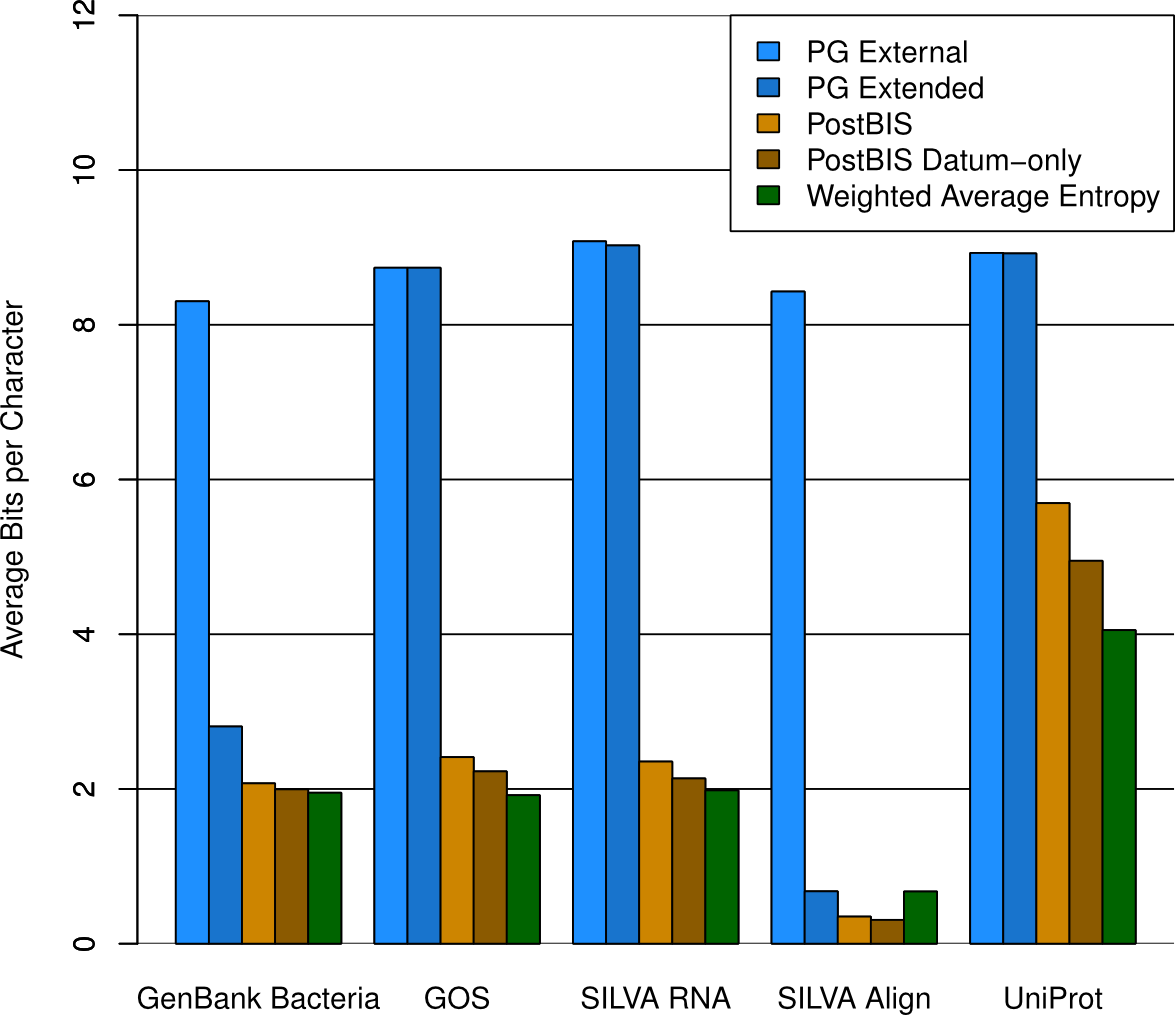 PG External
PG Extended
PostBIS
PostBIS Datum−only
Weighted Average Entropy
Average Bits per Character
12
10
8
6
4
2
0
GenBank Bacteria
GOS
SILVA RNA
SILVA Align
UniProt